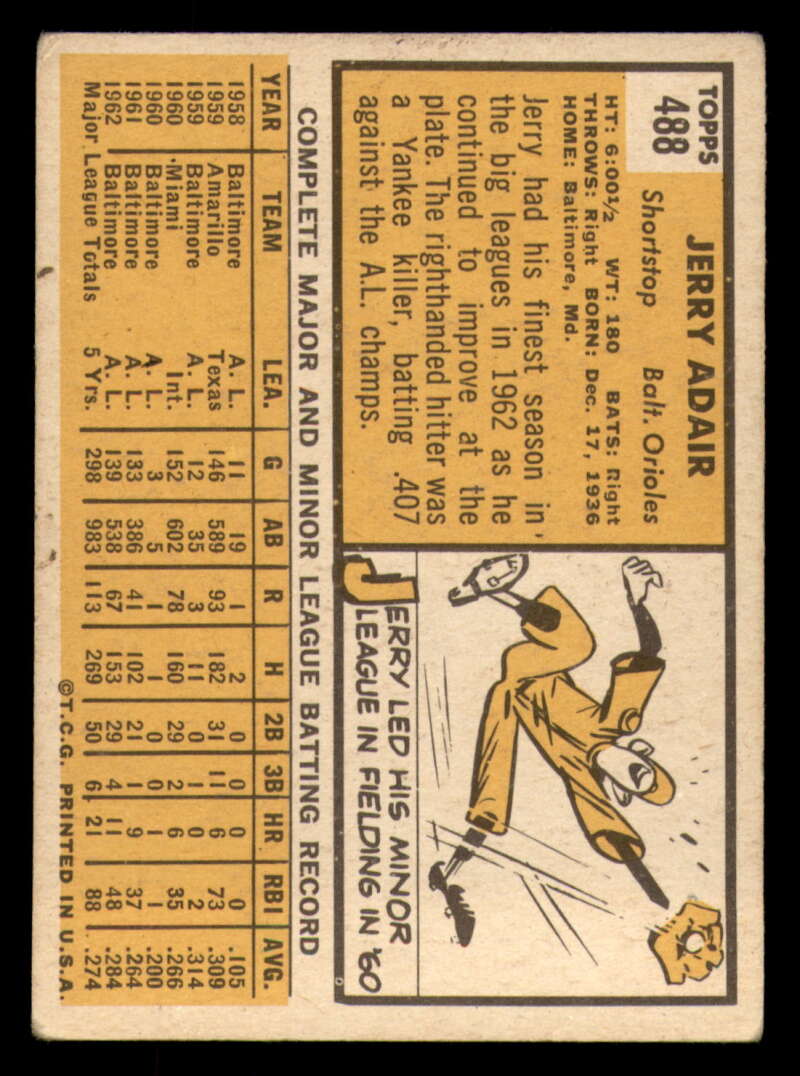 TOPPS
488
JERRY ADAIR
Shortstop Balt. Orioles
HT: 6:00½ WT: 180 BATS: Right
THROWS: Right BORN: Dec. 17, 1936
HOME: Baltimore, Md.
Jerry had his finest season in
the big leagues in 1962 as he
continued to improve at the
plate. The righthanded hitter was
a Yankee killer, batting .407
against the A.L. champs.
JERRY LED HIS MINOR
LEAGUE IN FIELDING IN '60
COMPLETE MAJOR AND MINOR LEAGUE BATTING RECORD
YEAR TEAM LEA. G AB R H 2B 3B HR RBI AVG.
1958 Baltimore A. L. 11 19 1 2 0 0 0 0 .105
1959 Amarillo Texas 146 589 93 182 31 11 6 73 .309
1959 Baltimore A. L. 12 35 3 11 0 1 0 2 .314
1960 Miami Int. 152 602 78 160 29 2 6 35 .266
1960 Baltimore A. L. 3 5 1 1 0 0 1 1 .200
1961 Baltimore A. L. 133 386 41 102 21 1 9 37 .264
1962 Baltimore A. L. 139 538 67 153 29 4 11 48 .284
Major League Totals 5 Yrs. 298 983 113 269 50 6 21 88 .274
©T.C.G. PRINTED IN U.S.A.